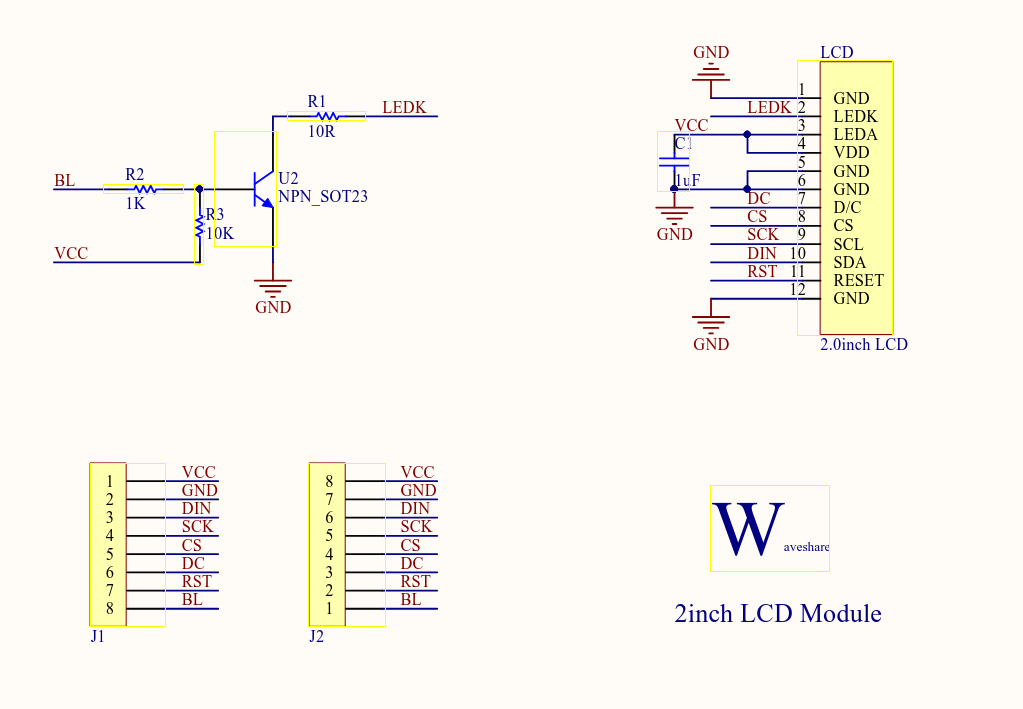 R1
LEDK
10R
BL
R2
1K
U2
NPN_SOT23
R3
10K
VCC
GND
GND
LCD
1 GND
LEDK 2 LEDK
VCC 3 LEDA
C1
4 VDD
5 GND
1uF
6 GND
DC 7 D/C
CS 8 CS
GND
SCK 9 SCL
DIN 10 SDA
RST 11 RESET
12 GND
GND
2.0inch LCD
1 VCC
2 GND
3 DIN
4 SCK
5 CS
6 DC
7 RST
8 BL
J1
8 VCC
7 GND
6 DIN
5 SCK
4 CS
3 DC
2 RST
1 BL
J2
Waveshare
2inch LCD Module